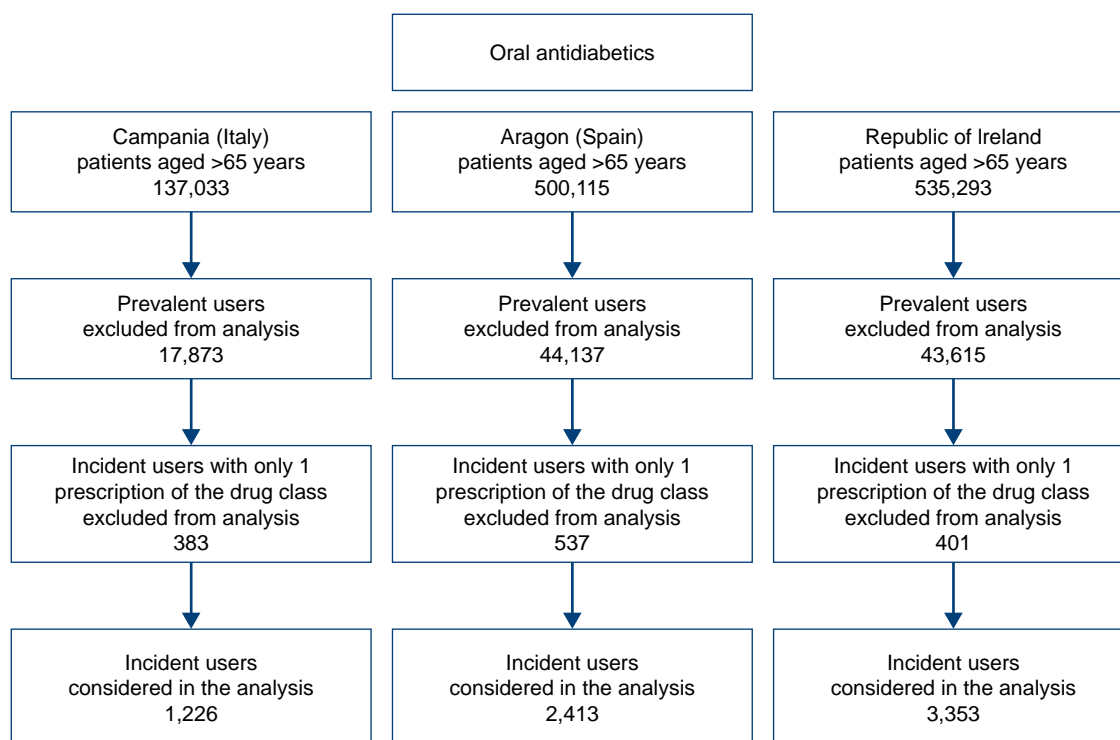 Oral antidiabetics
Campania (Italy)
patients aged >65 years
137,033
Aragon (Spain)
patients aged >65 years
500,115
Republic of Ireland
patients aged >65 years
535,293
Prevalent users
excluded from analysis
17,873
Prevalent users
excluded from analysis
44,137
Prevalent users
excluded from analysis
43,615
Incident users with only 1
prescription of the drug class
excluded from analysis
383
Incident users with only 1
prescription of the drug class
excluded from analysis
537
Incident users with only 1
prescription of the drug class
excluded from analysis
401
Incident users
considered in the analysis
1,226
Incident users
considered in the analysis
2,413
Incident users
considered in the analysis
3,353